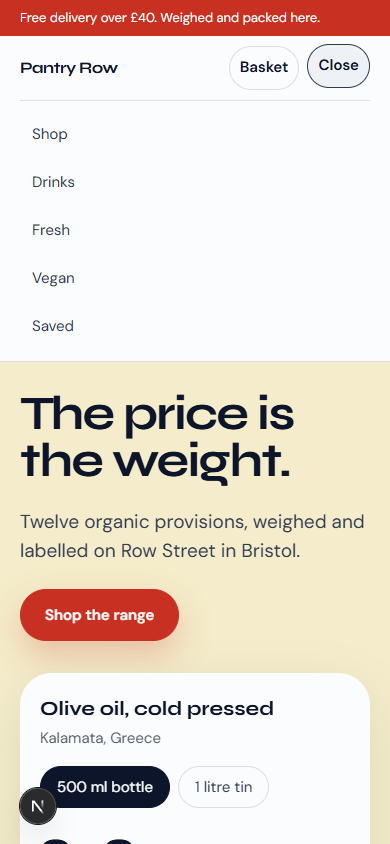 Free delivery over £40. Weighed and packed here.
Pantry Row
Basket
Close
Shop
Drinks
Fresh
Vegan
Saved
The price is
the weight.
Twelve organic provisions, weighed and
labelled on Row Street in Bristol.
Shop the range
Olive oil, cold pressed
Kalamata, Greece
500 ml bottle
1 litre tin
N